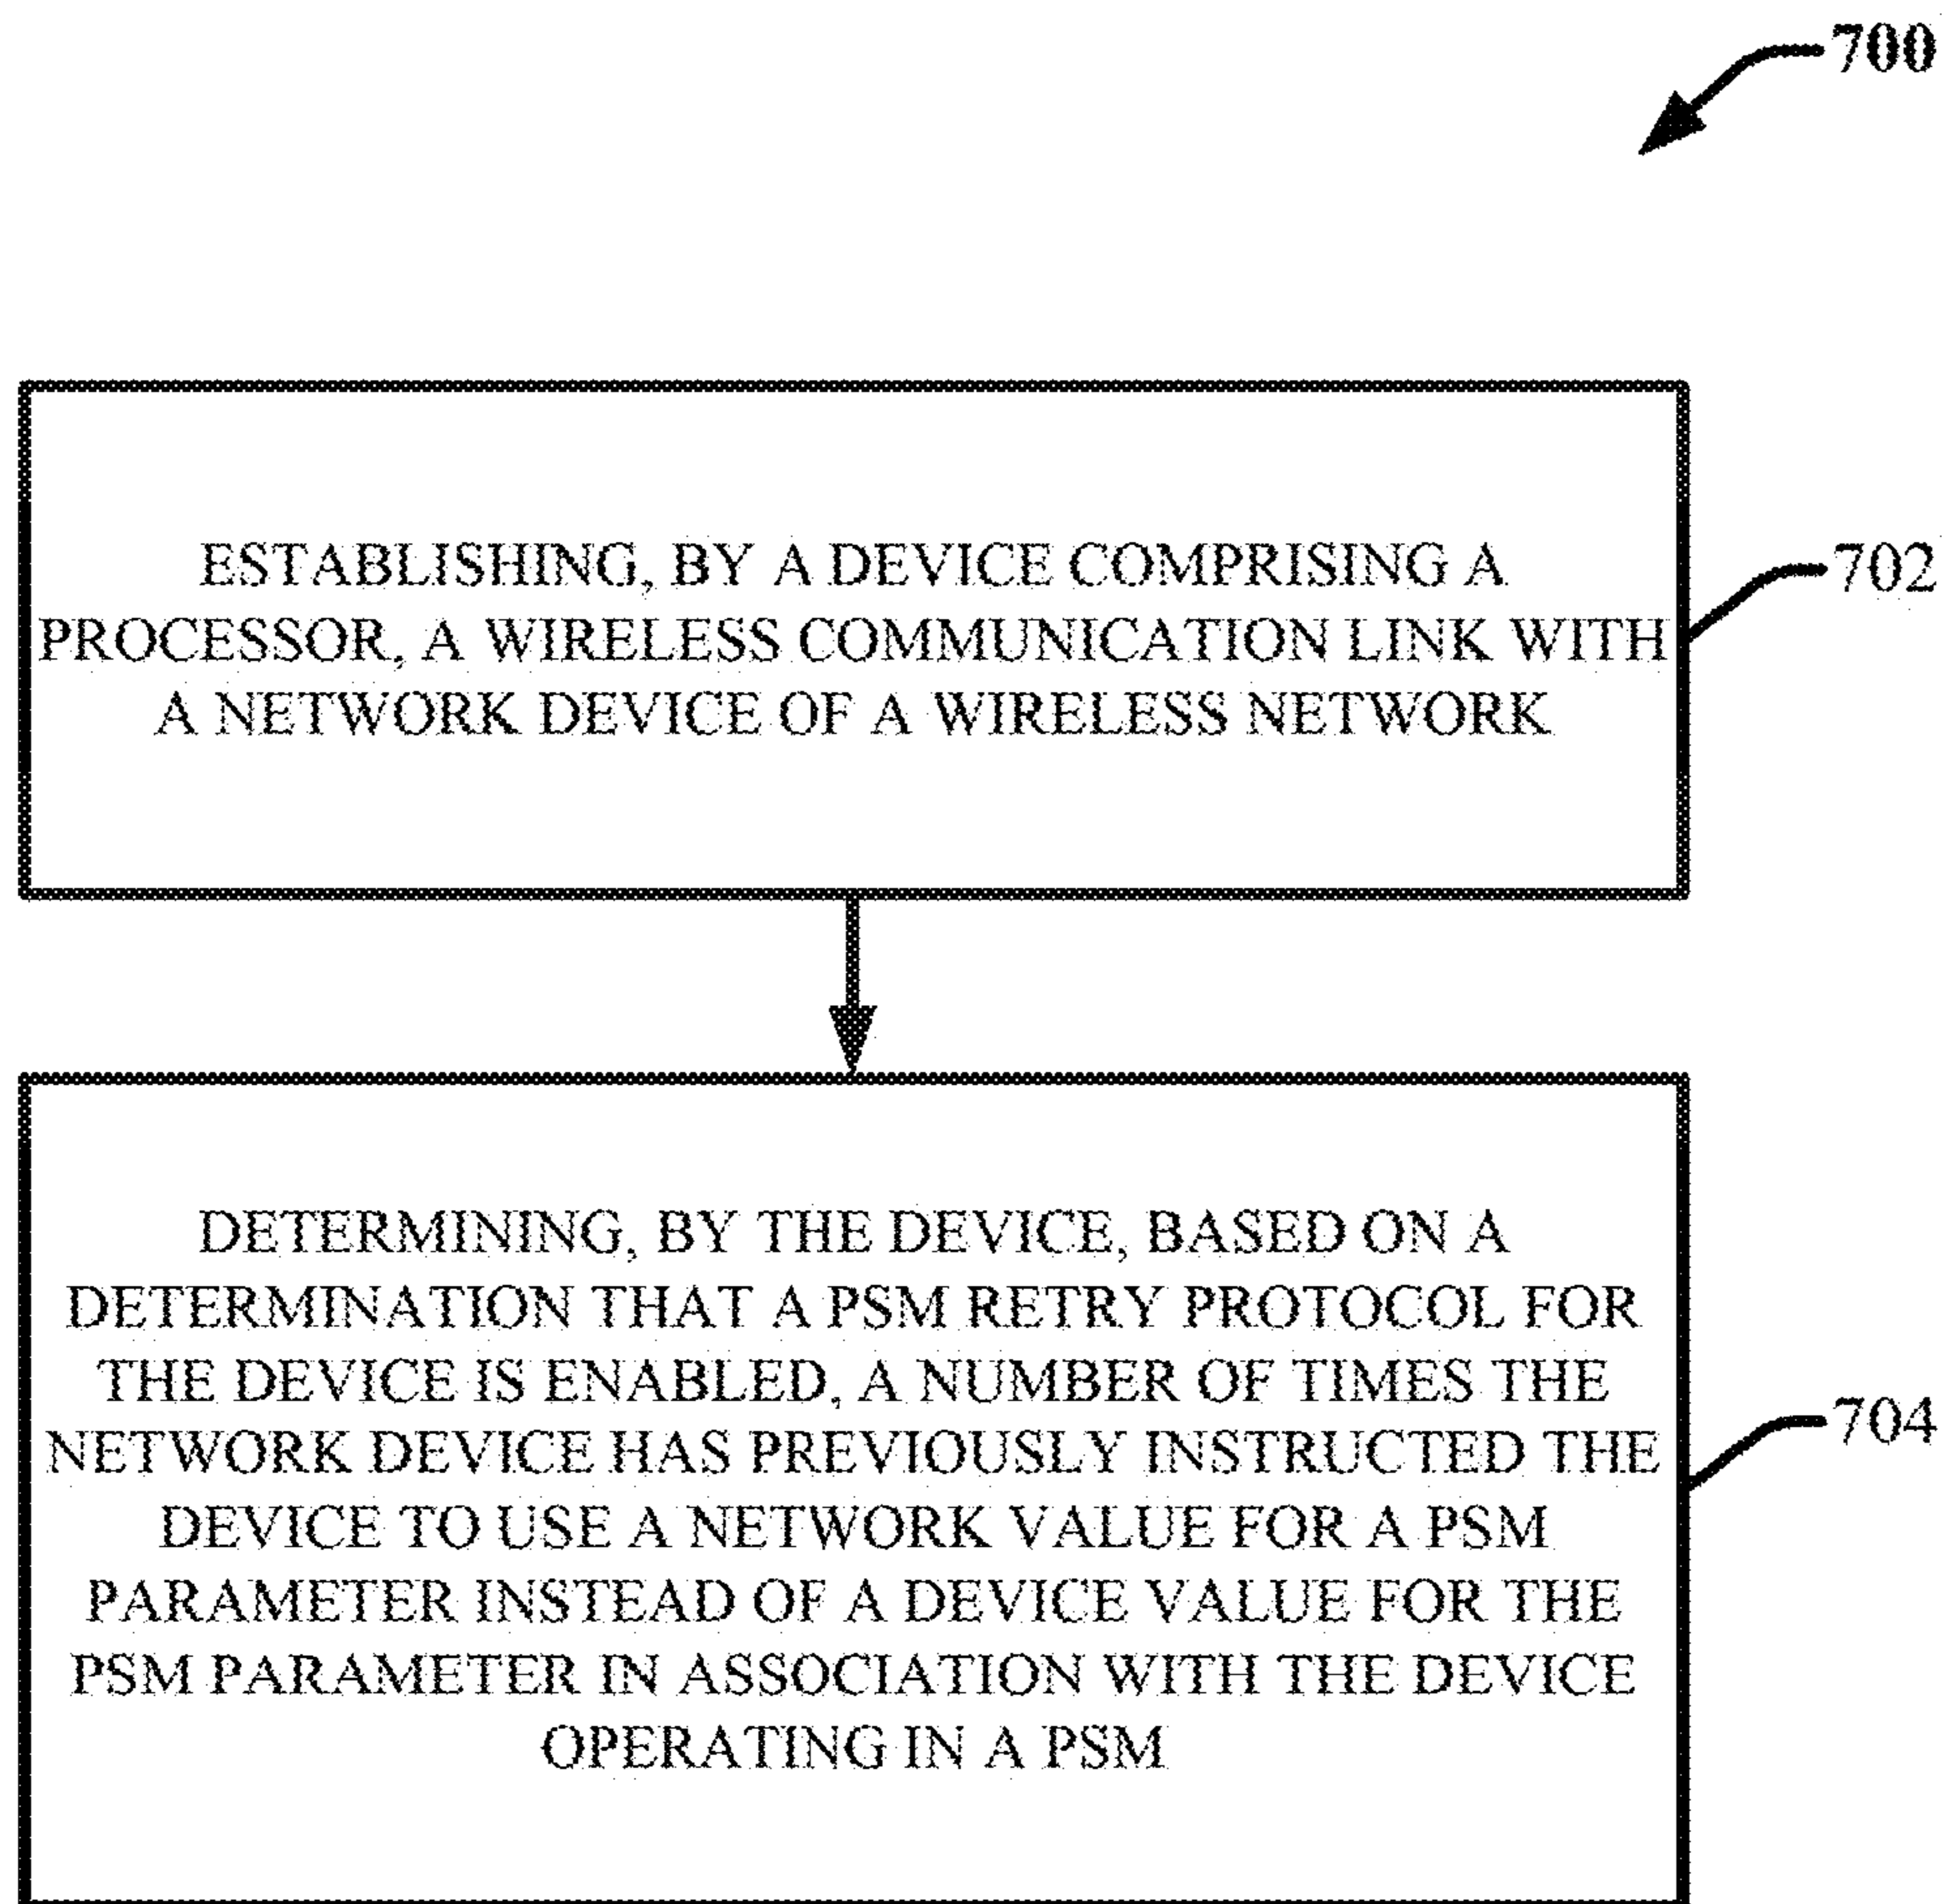 700
ESTABLISHING, BY A DEVICE COMPRISING A
PROCESSOR, A WIRELESS COMMUNICATION LINK WITH
A NETWORK DEVICE OF A WIRELESS NETWORK
702
DETERMINING, BY THE DEVICE, BASED ON A
DETERMINATION THAT A PSM RETRY PROTOCOL FOR
THE DEVICE IS ENABLED, A NUMBER OF TIMES THE
NETWORK DEVICE HAS PREVIOUSLY INSTRUCTED THE
DEVICE TO USE A NETWORK VALUE FOR A PSM
PARAMETER INSTEAD OF A DEVICE VALUE FOR THE
PSM PARAMETER IN ASSOCIATION WITH THE DEVICE
OPERATING IN A PSM
704